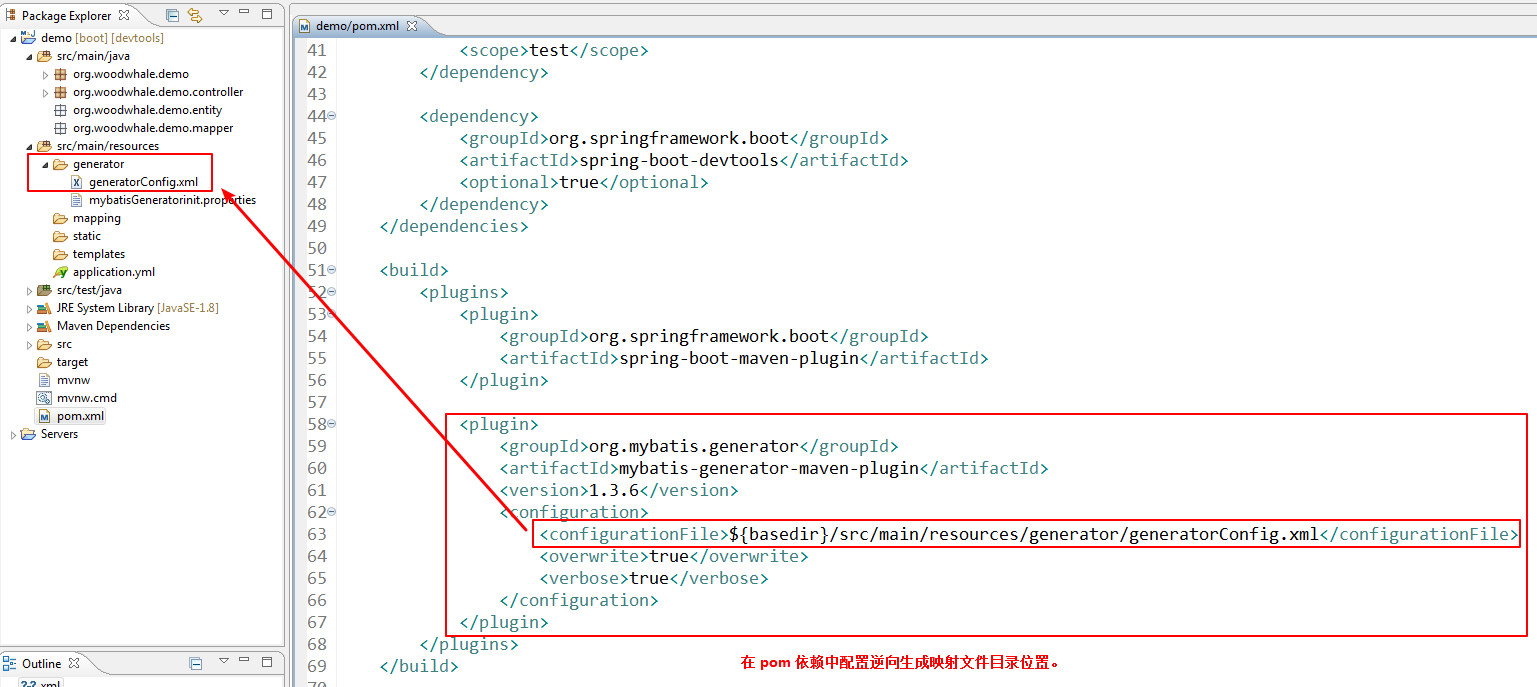 Package Explorer
demo [boot] [devtools]
src/main/java
org.woodwhale.demo
org.woodwhale.demo.controller
org.woodwhale.demo.entity
org.woodwhale.demo.mapper
src/main/resources
generator
generatorConfig.xml
mybatisGeneratorinit.properties
mapping
static
templates
application.yml
src/test/java
JRE System Library [JavaSE-1.8]
Maven Dependencies
src
target
mvnw
mvnw.cmd
pom.xml
Servers
Outline
xml
demo/pom.xml
41 <scope>test</scope>
42 </dependency>
43
44 <dependency>
45 <groupId>org.springframework.boot</groupId>
46 <artifactId>spring-boot-devtools</artifactId>
47 <optional>true</optional>
48 </dependency>
49 </dependencies>
50
51 <build>
52 <plugins>
53 <plugin>
54 <groupId>org.springframework.boot</groupId>
55 <artifactId>spring-boot-maven-plugin</artifactId>
56 </plugin>
57
58 <plugin>
59 <groupId>org.mybatis.generator</groupId>
60 <artifactId>mybatis-generator-maven-plugin</artifactId>
61 <version>1.3.6</version>
62 <configuration>
63 <configurationFile>${basedir}/src/main/resources/generator/generatorConfig.xml</configurationFile>
64 <overwrite>true</overwrite>
65 <verbose>true</verbose>
66 </configuration>
67 </plugin>
68 </plugins>
69 </build>
在 pom 依赖中配置逆向生成映射文件目录位置。